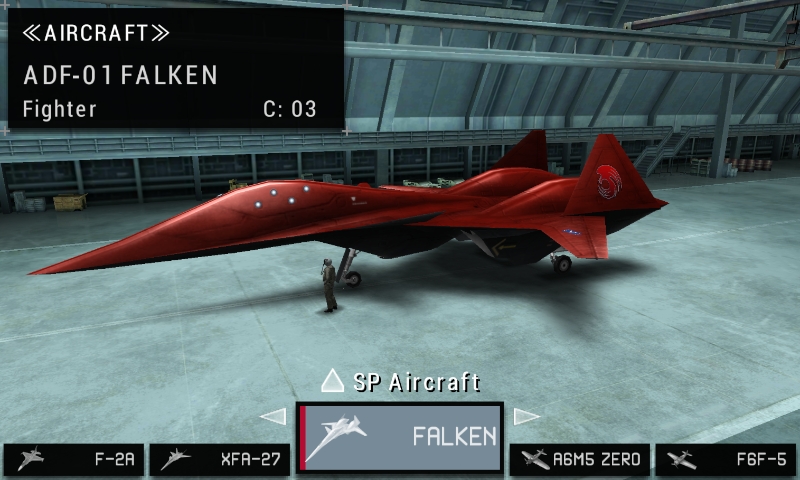 ≪AIRCRAFT≫
ADF-01 FALKEN
Fighter C: 03
SP Aircraft
FALKEN
F-2A XFA-27 A6M5 ZERO F6F-5